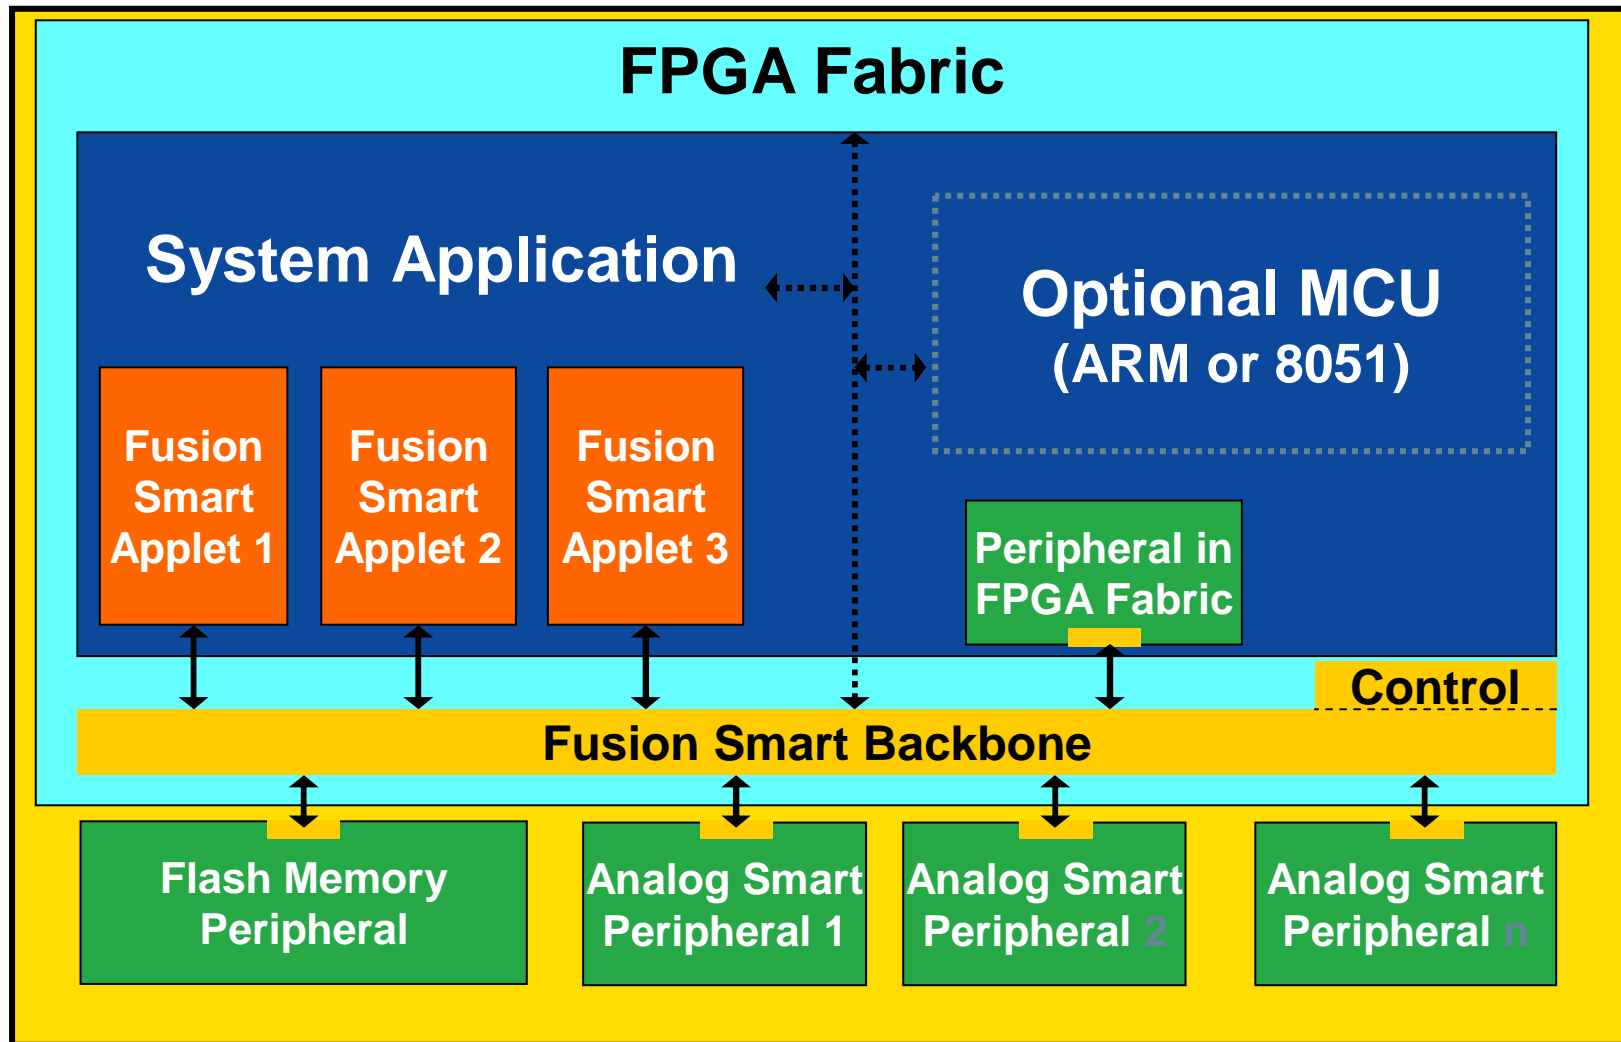 FPGA Fabric
System Application
Optional MCU
(ARM or 8051)
Fusion
Smart
Applet 1
Fusion
Smart
Applet 2
Fusion
Smart
Applet 3
Peripheral in
FPGA Fabric
Control
Fusion Smart Backbone
Flash Memory
Peripheral
Analog Smart
Peripheral 1
Analog Smart
Peripheral 2
Analog Smart
Peripheral n